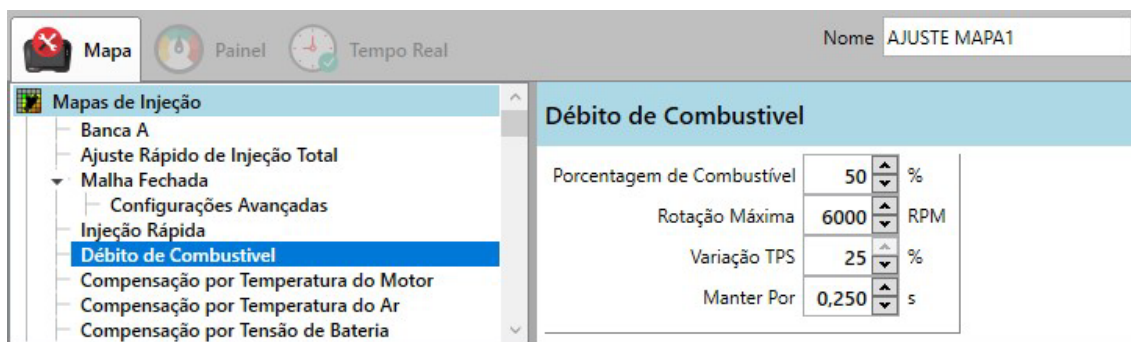 Mapa
Painel
Tempo Real
Nome AJUSTE MAPA1
Mapas de Injeção
Banca A
Ajuste Rápido de Injeção Total
Malha Fechada
Configurações Avançadas
Injeção Rápida
Débito de Combustivel
Compensação por Temperatura do Motor
Compensação por Temperatura do Ar
Compensação por Tensão de Bateria
Débito de Combustivel
Porcentagem de Combustível 50 %
Rotação Máxima 6000 RPM
Variação TPS 25 %
Manter Por 0,250 s